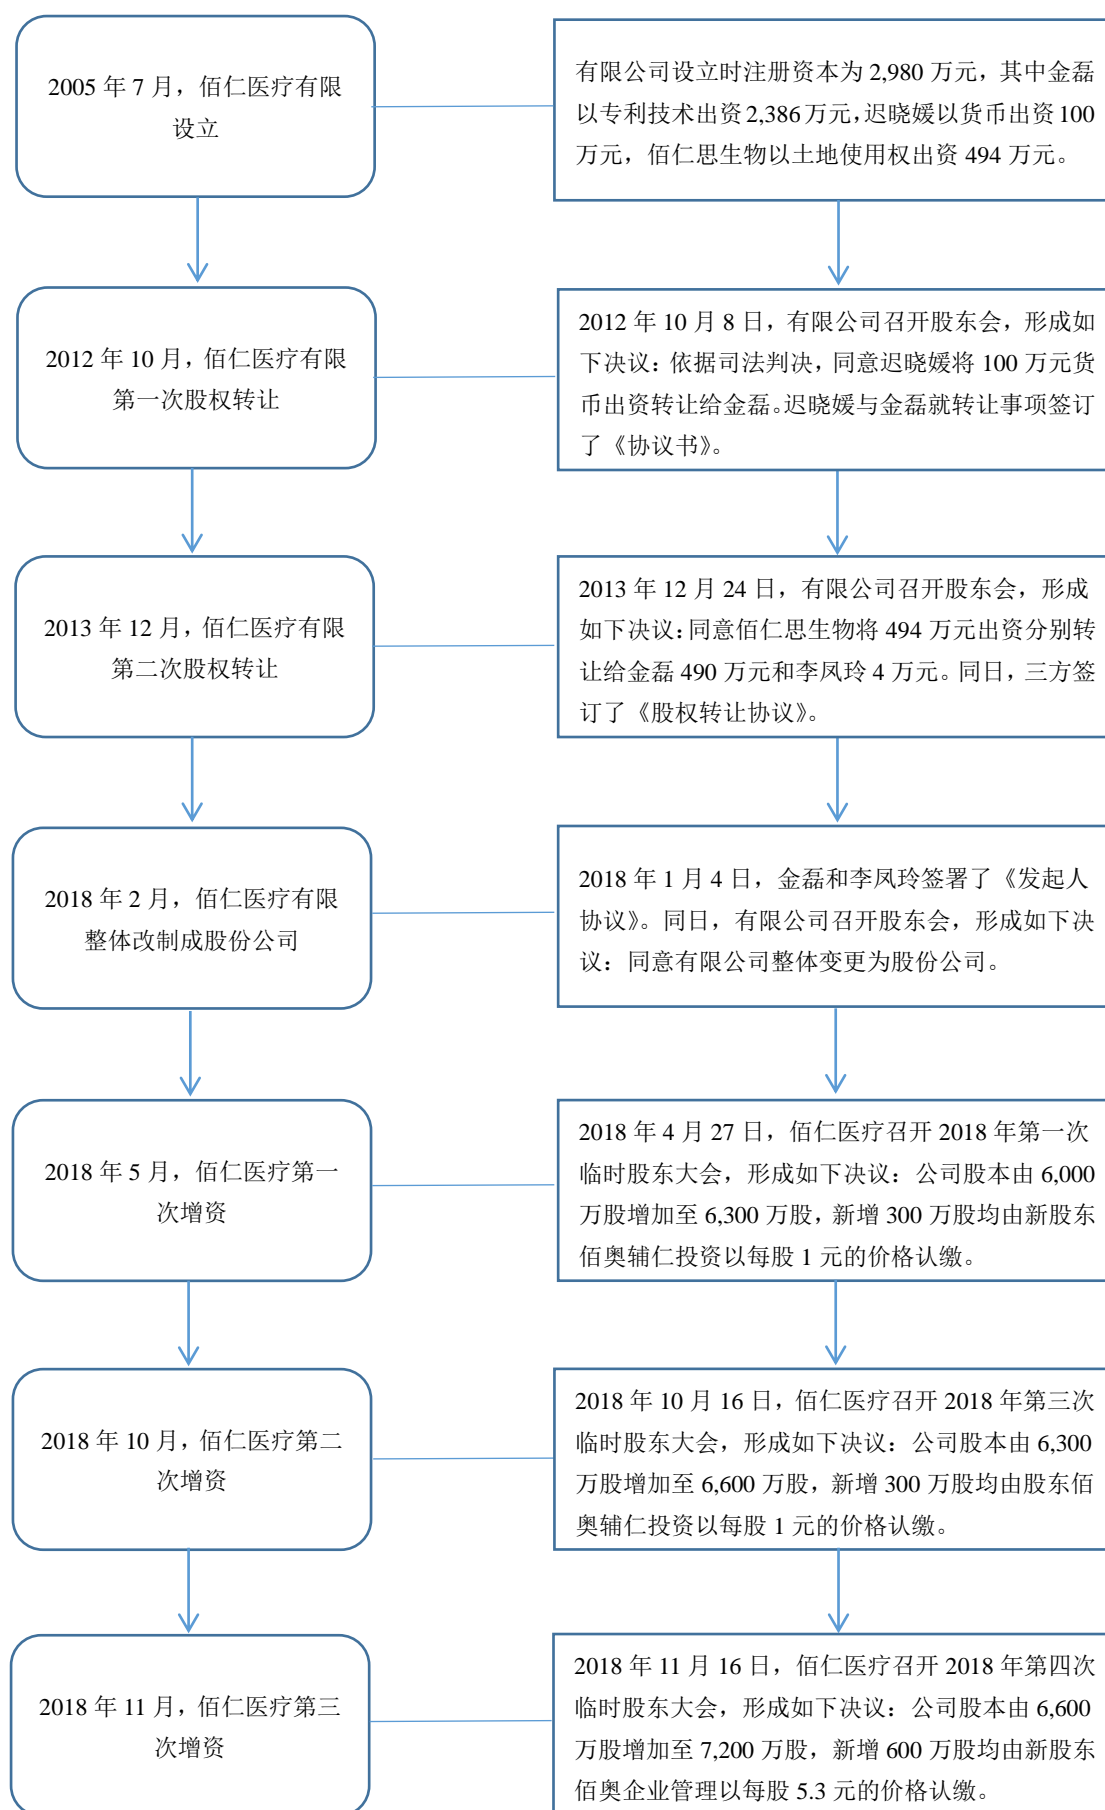 2005 年 7 月，佰仁医疗有限
设立
有限公司设立时注册资本为 2,980 万元，其中金磊
以专利技术出资 2,386 万元，迟晓媛以货币出资 100
万元，佰仁思生物以土地使用权出资 494 万元。
2012 年 10 月，佰仁医疗有限
第一次股权转让
2012 年 10 月 8 日，有限公司召开股东会，形成如
下决议：依据司法判决，同意迟晓媛将 100 万元货
币出资转让给金磊。迟晓媛与金磊就转让事项签订
了《协议书》。
2013 年 12 月，佰仁医疗有限
第二次股权转让
2013 年 12 月 24 日，有限公司召开股东会，形成
如下决议：同意佰仁思生物将 494 万元出资分别转
让给金磊 490 万元和李凤玲 4 万元。同日，三方签
订了《股权转让协议》。
2018 年 2 月，佰仁医疗有限
整体改制成股份公司
2018 年 1 月 4 日，金磊和李凤玲签署了《发起人
协议》。同日，有限公司召开股东会，形成如下决
议：同意有限公司整体变更为股份公司。
2018 年 5 月，佰仁医疗第一
次增资
2018 年 4 月 27 日，佰仁医疗召开 2018 年第一次
临时股东大会，形成如下决议：公司股本由 6,000
万股增加至 6,300 万股，新增 300 万股均由新股东
佰奥辅仁投资以每股 1 元的价格认缴。
2018 年 10 月，佰仁医疗第二
次增资
2018 年 10 月 16 日，佰仁医疗召开 2018 年第三次
临时股东大会，形成如下决议：公司股本由 6,300
万股增加至 6,600 万股，新增 300 万股均由股东佰
奥辅仁投资以每股 1 元的价格认缴。
2018 年 11 月，佰仁医疗第三
次增资
2018 年 11 月 16 日，佰仁医疗召开 2018 年第四次
临时股东大会，形成如下决议：公司股本由 6,600
万股增加至 7,200 万股，新增 600 万股均由新股东
佰奥企业管理以每股 5.3 元的价格认缴。